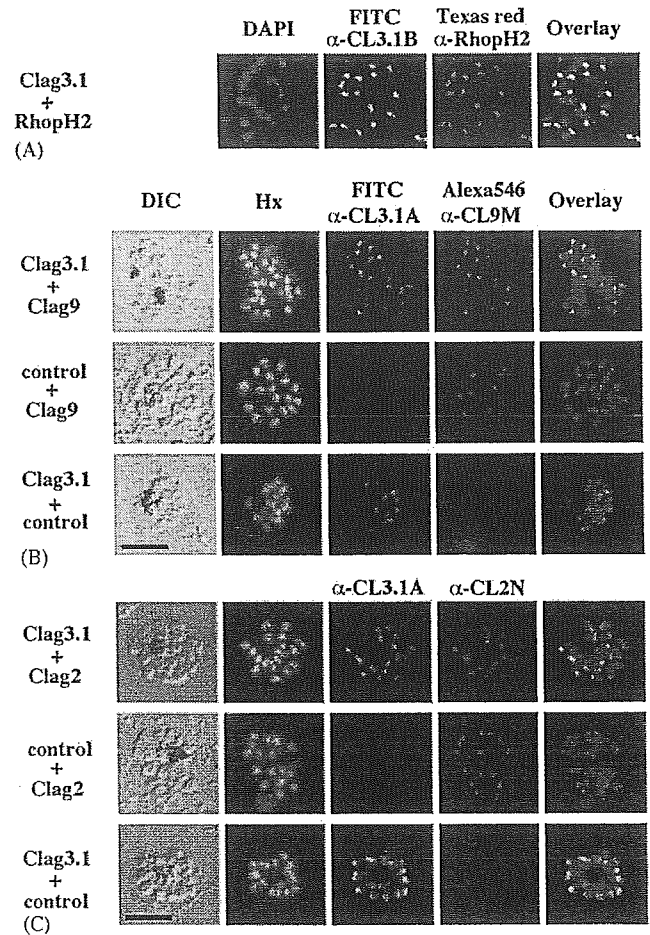 DAPI FITC α-CL3.1B Texas red α-RhopH2 Overlay
Clag3.1 + RhopH2
(A)
DIC Hx FITC α-CL3.1A Alexa546 α-CL9M Overlay
Clag3.1 + Clag9
control + Clag9
Clag3.1 + control
(B)
α-CL3.1A α-CL2N
Clag3.1 + Clag2
control + Clag2
Clag3.1 + control
(C)